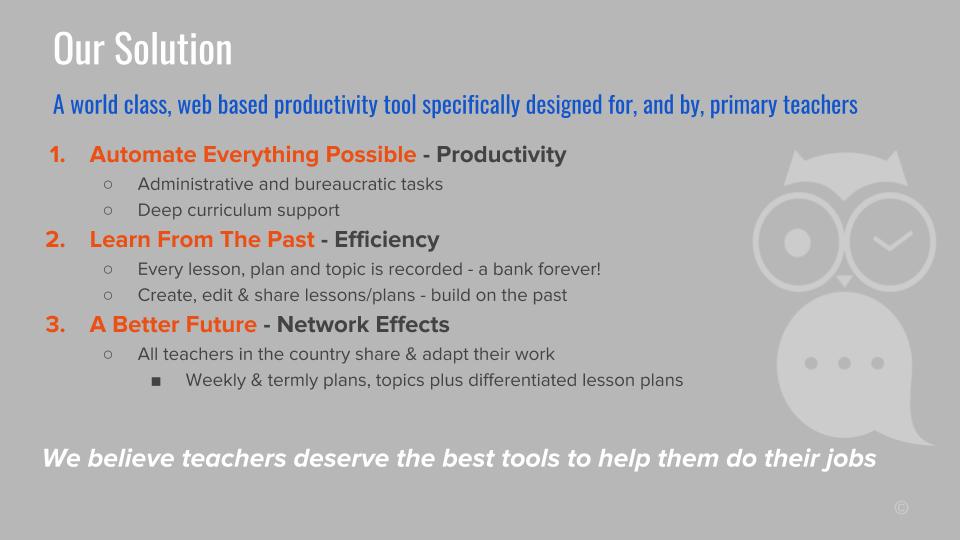 Our Solution
A world class, web based productivity tool specifically designed for, and by, primary teachers
1. Automate Everything Possible - Productivity
○ Administrative and bureaucratic tasks
○ Deep curriculum support
2. Learn From The Past - Efficiency
○ Every lesson, plan and topic is recorded - a bank forever!
○ Create, edit & share lessons/plans - build on the past
3. A Better Future - Network Effects
○ All teachers in the country share & adapt their work
■ Weekly & termly plans, topics plus differentiated lesson plans
We believe teachers deserve the best tools to help them do their jobs
©